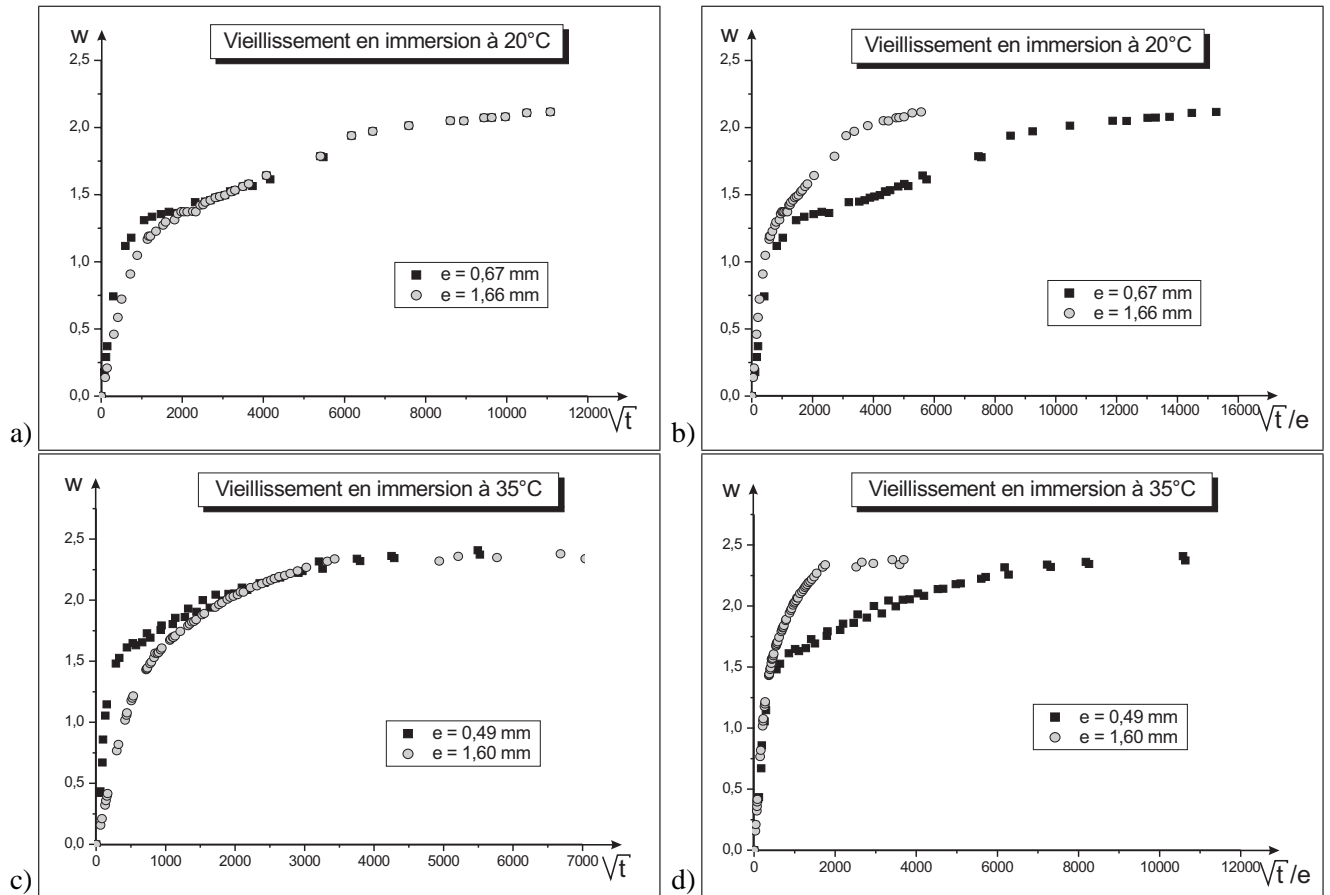 W
Vieillissement en immersion à 20°C
2,5
2,0
1,5
1,0
0,5
0,0
e = 0,67 mm
e = 1,66 mm
0 2000 4000 6000 8000 10000 12000
√t
a)
W
Vieillissement en immersion à 20°C
2,5
2,0
1,5
1,0
0,5
0,0
e = 0,67 mm
e = 1,66 mm
0 2000 4000 6000 8000 10000 12000 14000 16000
√t /e
b)
W
Vieillissement en immersion à 35°C
2,5
2,0
1,5
1,0
0,5
0,0
e = 0,49 mm
e = 1,60 mm
0 1000 2000 3000 4000 5000 6000 7000
√t
c)
W
Vieillissement en immersion à 35°C
2,5
2,0
1,5
1,0
0,5
0,0
e = 0,49 mm
e = 1,60 mm
0 2000 4000 6000 8000 10000 12000
√t /e
d)